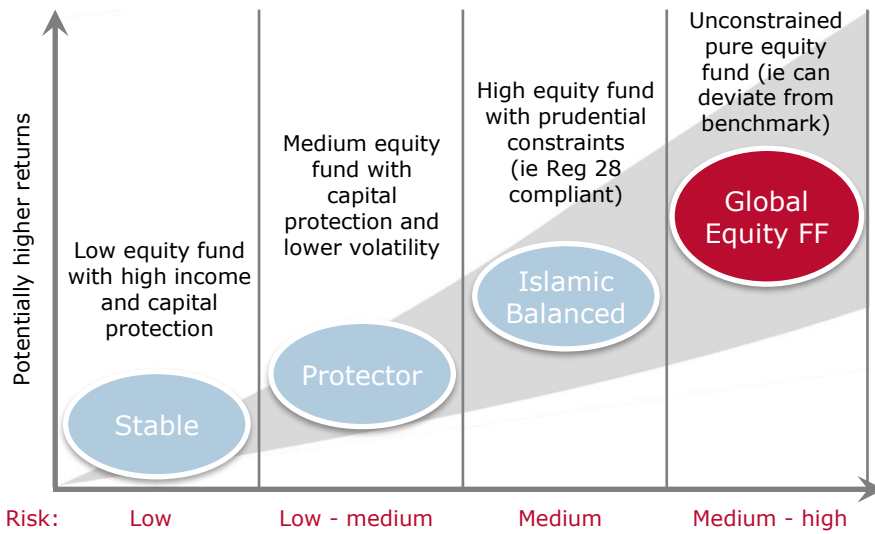 Potentially higher returns
Low equity fund
with high income
and capital
protection
Stable
Medium equity
fund with
capital
protection and
lower volatility
Protector
High equity fund
with prudential
constraints
(ie Reg 28
compliant)
Islamic
Balanced
Unconstrained
pure equity
fund (ie can
deviate from
benchmark)
Global
Equity FF
Risk: Low Low - medium Medium Medium - high